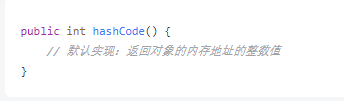 public int hashCode() {
// 默认实现：返回对象的内存地址的整数值
}